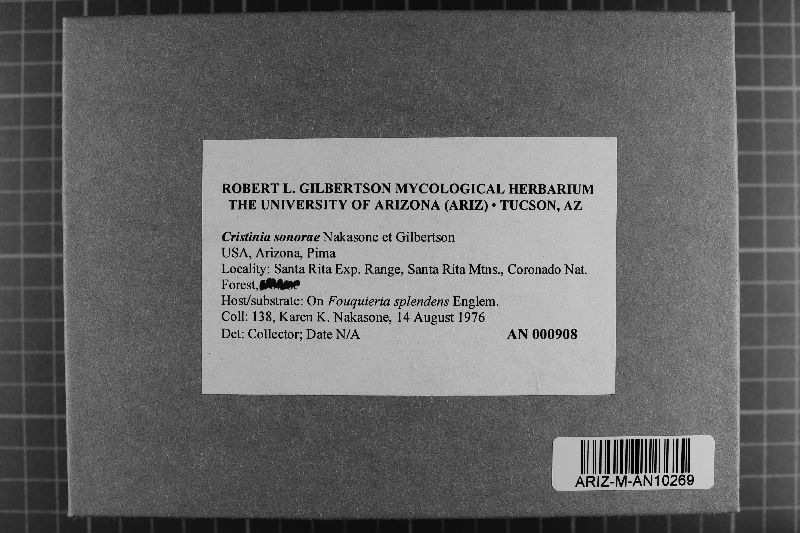 ROBERT L. GILBERTSON MYCOLOGICAL HERBARIUM
THE UNIVERSITY OF ARIZONA (ARIZ) • TUCSON, AZ
Cristinia sonorae Nakasone et Gilbertson
USA, Arizona, Pima
Locality: Santa Rita Exp. Range, Santa Rita Mtns., Coronado Nat.
Forest,
Host/substrate: On Fouquieria splendens Englem.
Coll: 138, Karen K. Nakasone, 14 August 1976
Det: Collector; Date N/A AN 000908
ARIZ-M-AN10269